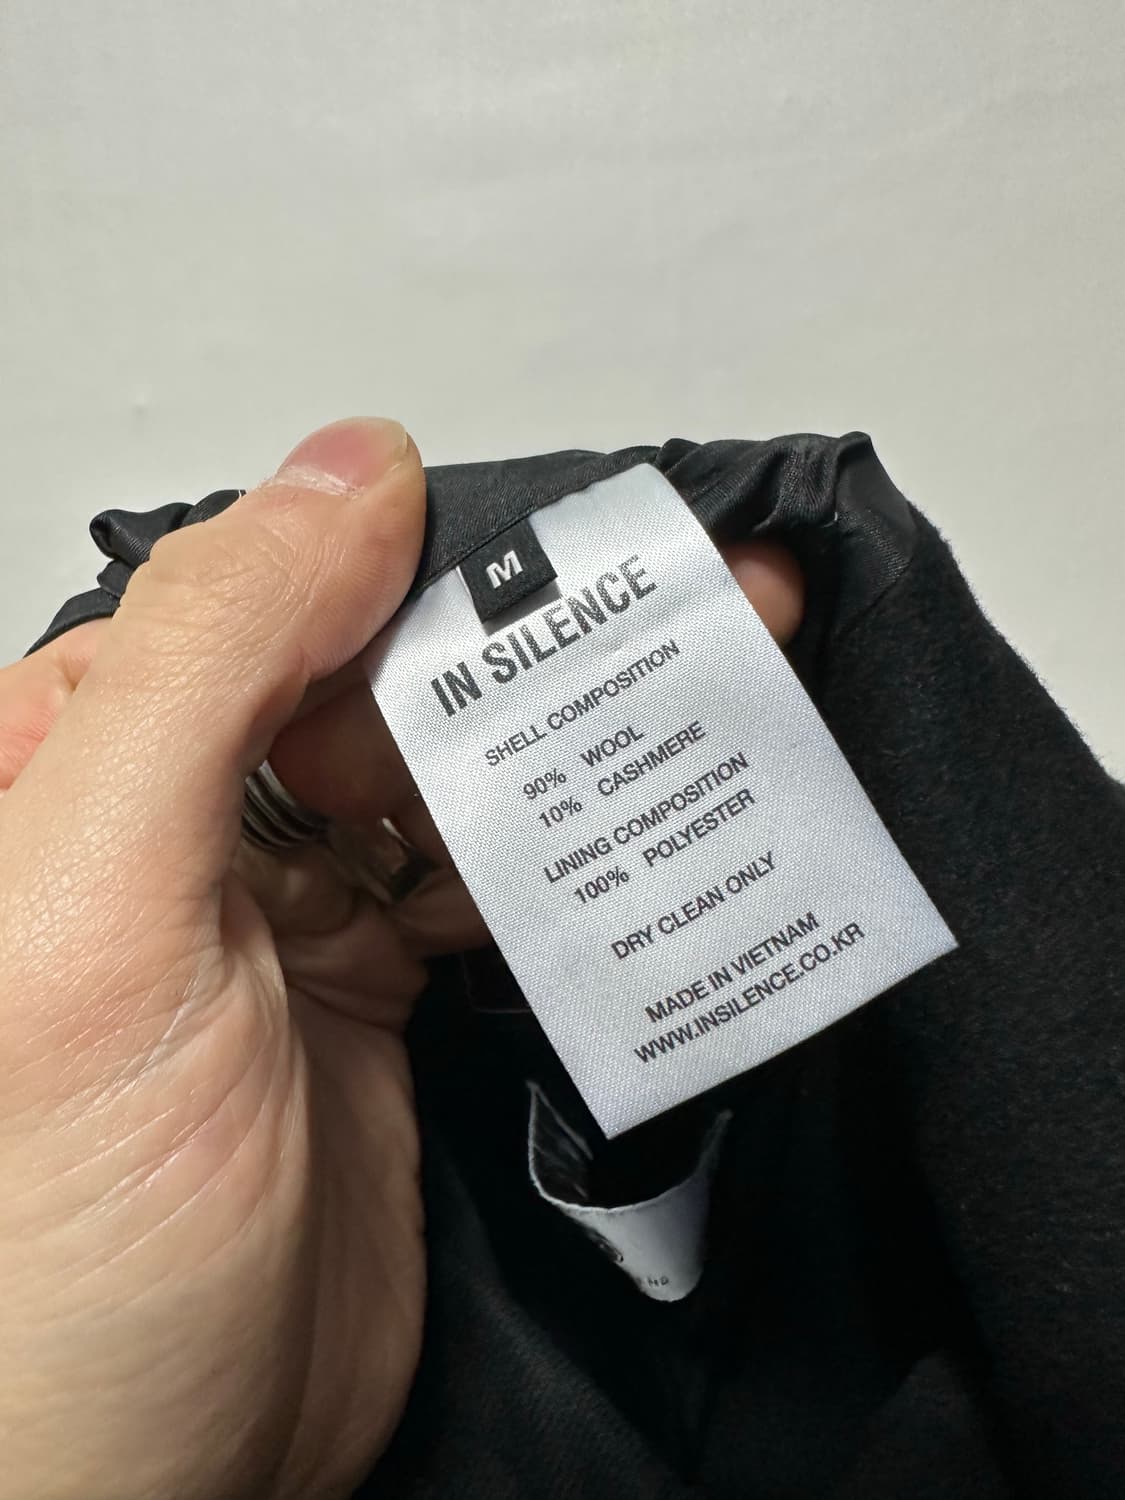 M
IN SILENCE
SHELL COMPOSITION
90% WOOL
10% CASHMERE
LINING COMPOSITION
100% POLYESTER
DRY CLEAN ONLY
MADE IN VIETNAM
WWW.INSILENCE.CO.KR